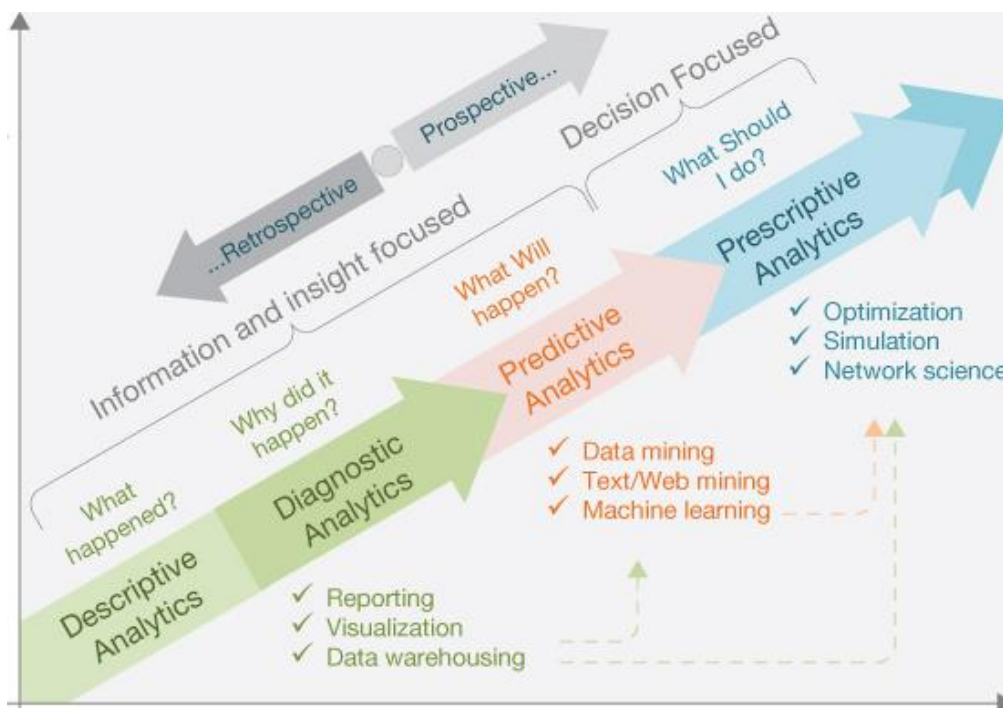 ...Retrospective
Prospective...
Information and insight focused
Decision Focused
What
happened?
Why did it
happen?
What Will
happen?
What Should
I do?
Descriptive
Analytics
Diagnostic
Analytics
Predictive
Analytics
Prescriptive
Analytics
✓ Optimization
✓ Simulation
✓ Network science
✓ Data mining
✓ Text/Web mining
✓ Machine learning
✓ Reporting
✓ Visualization
✓ Data warehousing